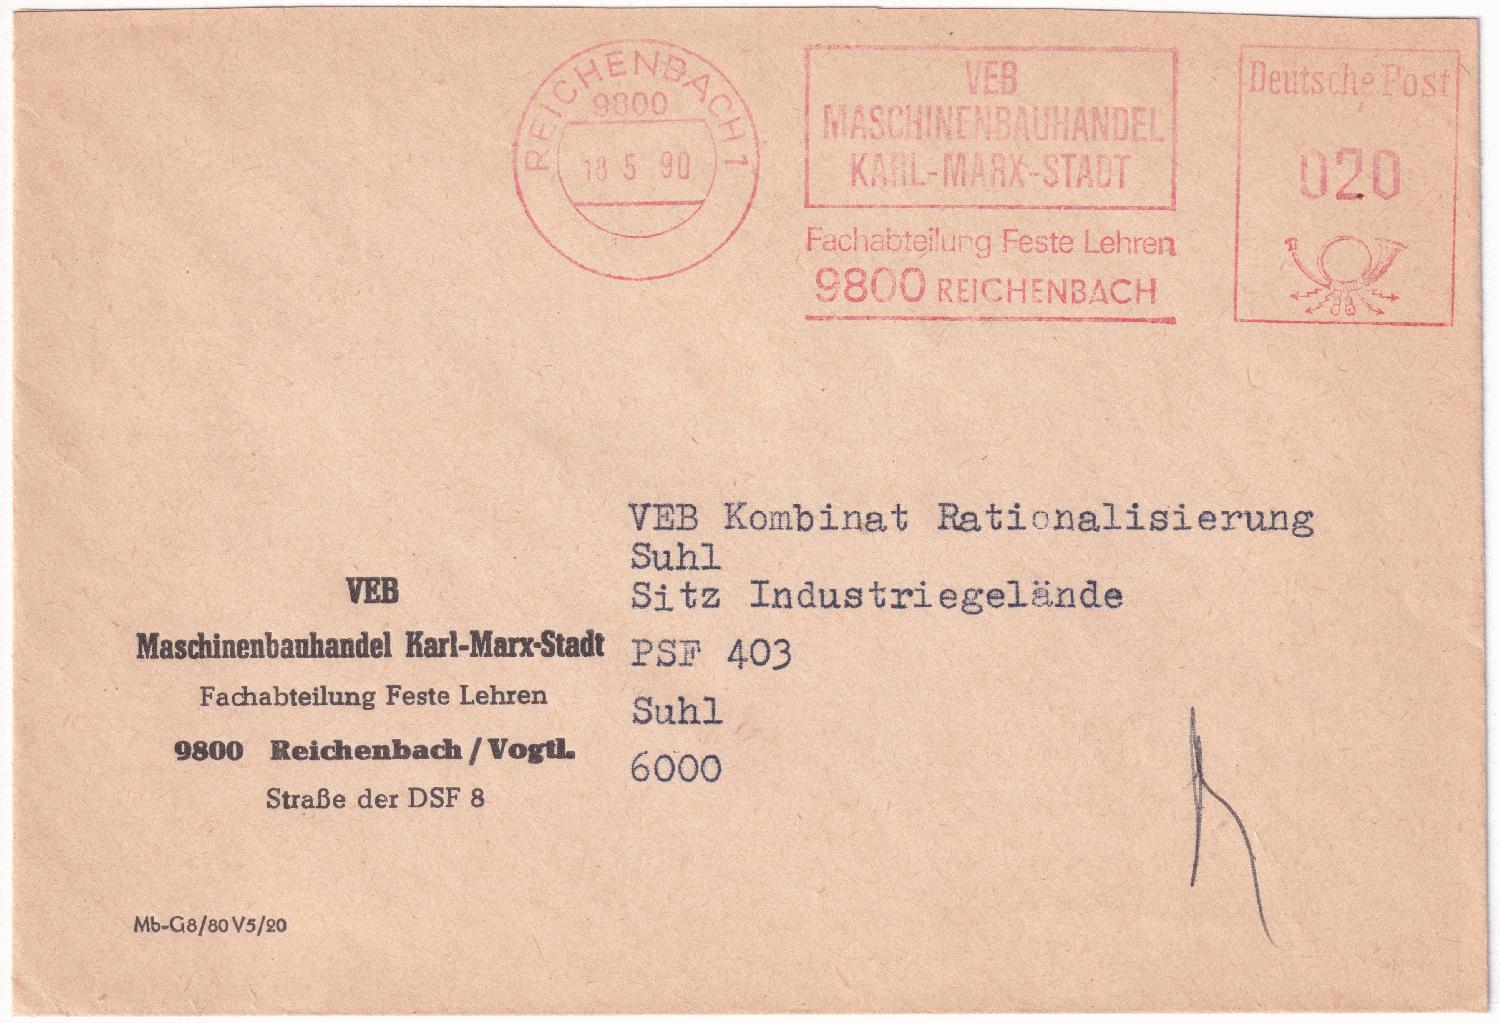 REICHENBACH 1
9800
18 5 90
VEB
MASCHINENBAUHANDEL
KARL-MARX-STADT
Fachabteilung Feste Lehren
9800 REICHENBACH
Deutsche Post
020
VEB Kombinat Rationalisierung
Suhl
Sitz Industriegelände
PSF 403
Suhl
6000
VEB
Maschinenbauhandel Karl-Marx-Stadt
Fachabteilung Feste Lehren
9800 Reichenbach / Vogtl.
Straße der DSF 8
Mb-G8/80 V5/20